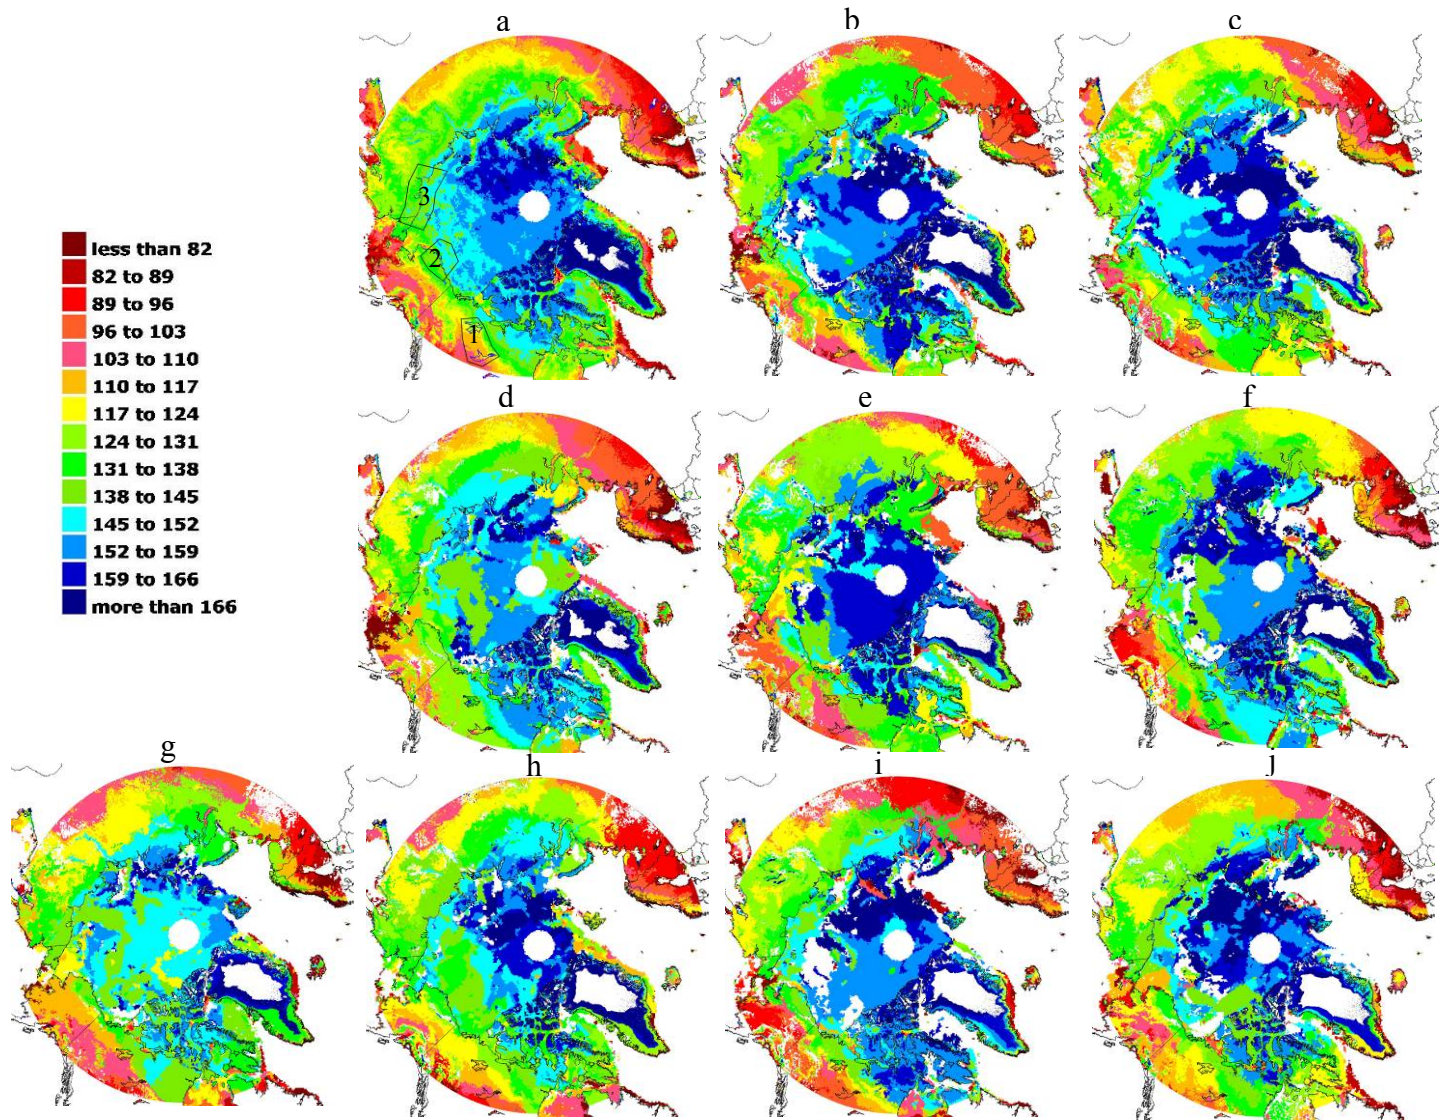 a
b
c
3
2
1
less than 82
82 to 89
89 to 96
96 to 103
103 to 110
110 to 117
117 to 124
124 to 131
131 to 138
138 to 145
145 to 152
152 to 159
159 to 166
more than 166
d
e
f
g
h
i
j